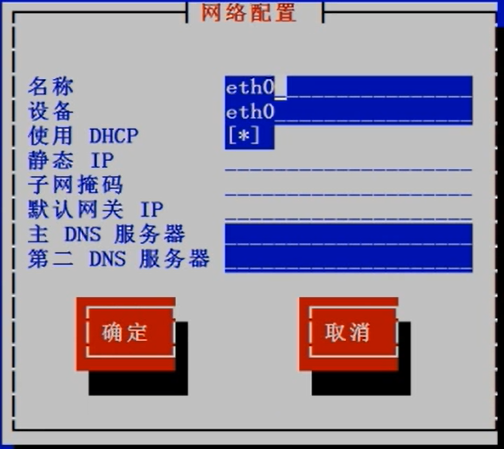 网络配置
名称 eth0_
设备 eth0
使用 DHCP [*]
静态 IP
子网掩码
默认网关 IP
主 DNS 服务器
第二 DNS 服务器
确定 取消